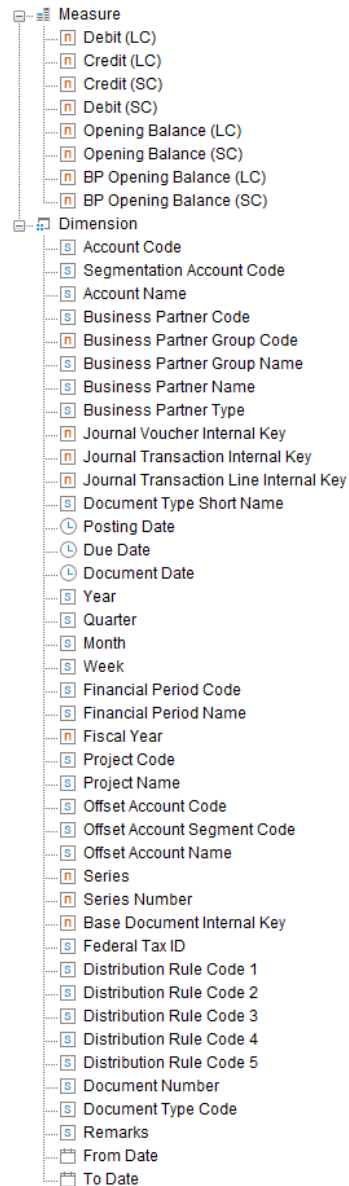 Measure
n Debit (LC)
n Credit (LC)
n Credit (SC)
n Debit (SC)
n Opening Balance (LC)
n Opening Balance (SC)
n BP Opening Balance (LC)
n BP Opening Balance (SC)
Dimension
s Account Code
s Segmentation Account Code
s Account Name
s Business Partner Code
n Business Partner Group Code
s Business Partner Group Name
s Business Partner Name
s Business Partner Type
n Journal Voucher Internal Key
n Journal Transaction Internal Key
n Journal Transaction Line Internal Key
s Document Type Short Name
Posting Date
Due Date
Document Date
s Year
s Quarter
s Month
s Week
s Financial Period Code
s Financial Period Name
n Fiscal Year
s Project Code
s Project Name
s Offset Account Code
s Offset Account Segment Code
s Offset Account Name
n Series
n Series Number
n Base Document Internal Key
s Federal Tax ID
s Distribution Rule Code 1
s Distribution Rule Code 2
s Distribution Rule Code 3
s Distribution Rule Code 4
s Distribution Rule Code 5
s Document Number
s Document Type Code
s Remarks
From Date
To Date